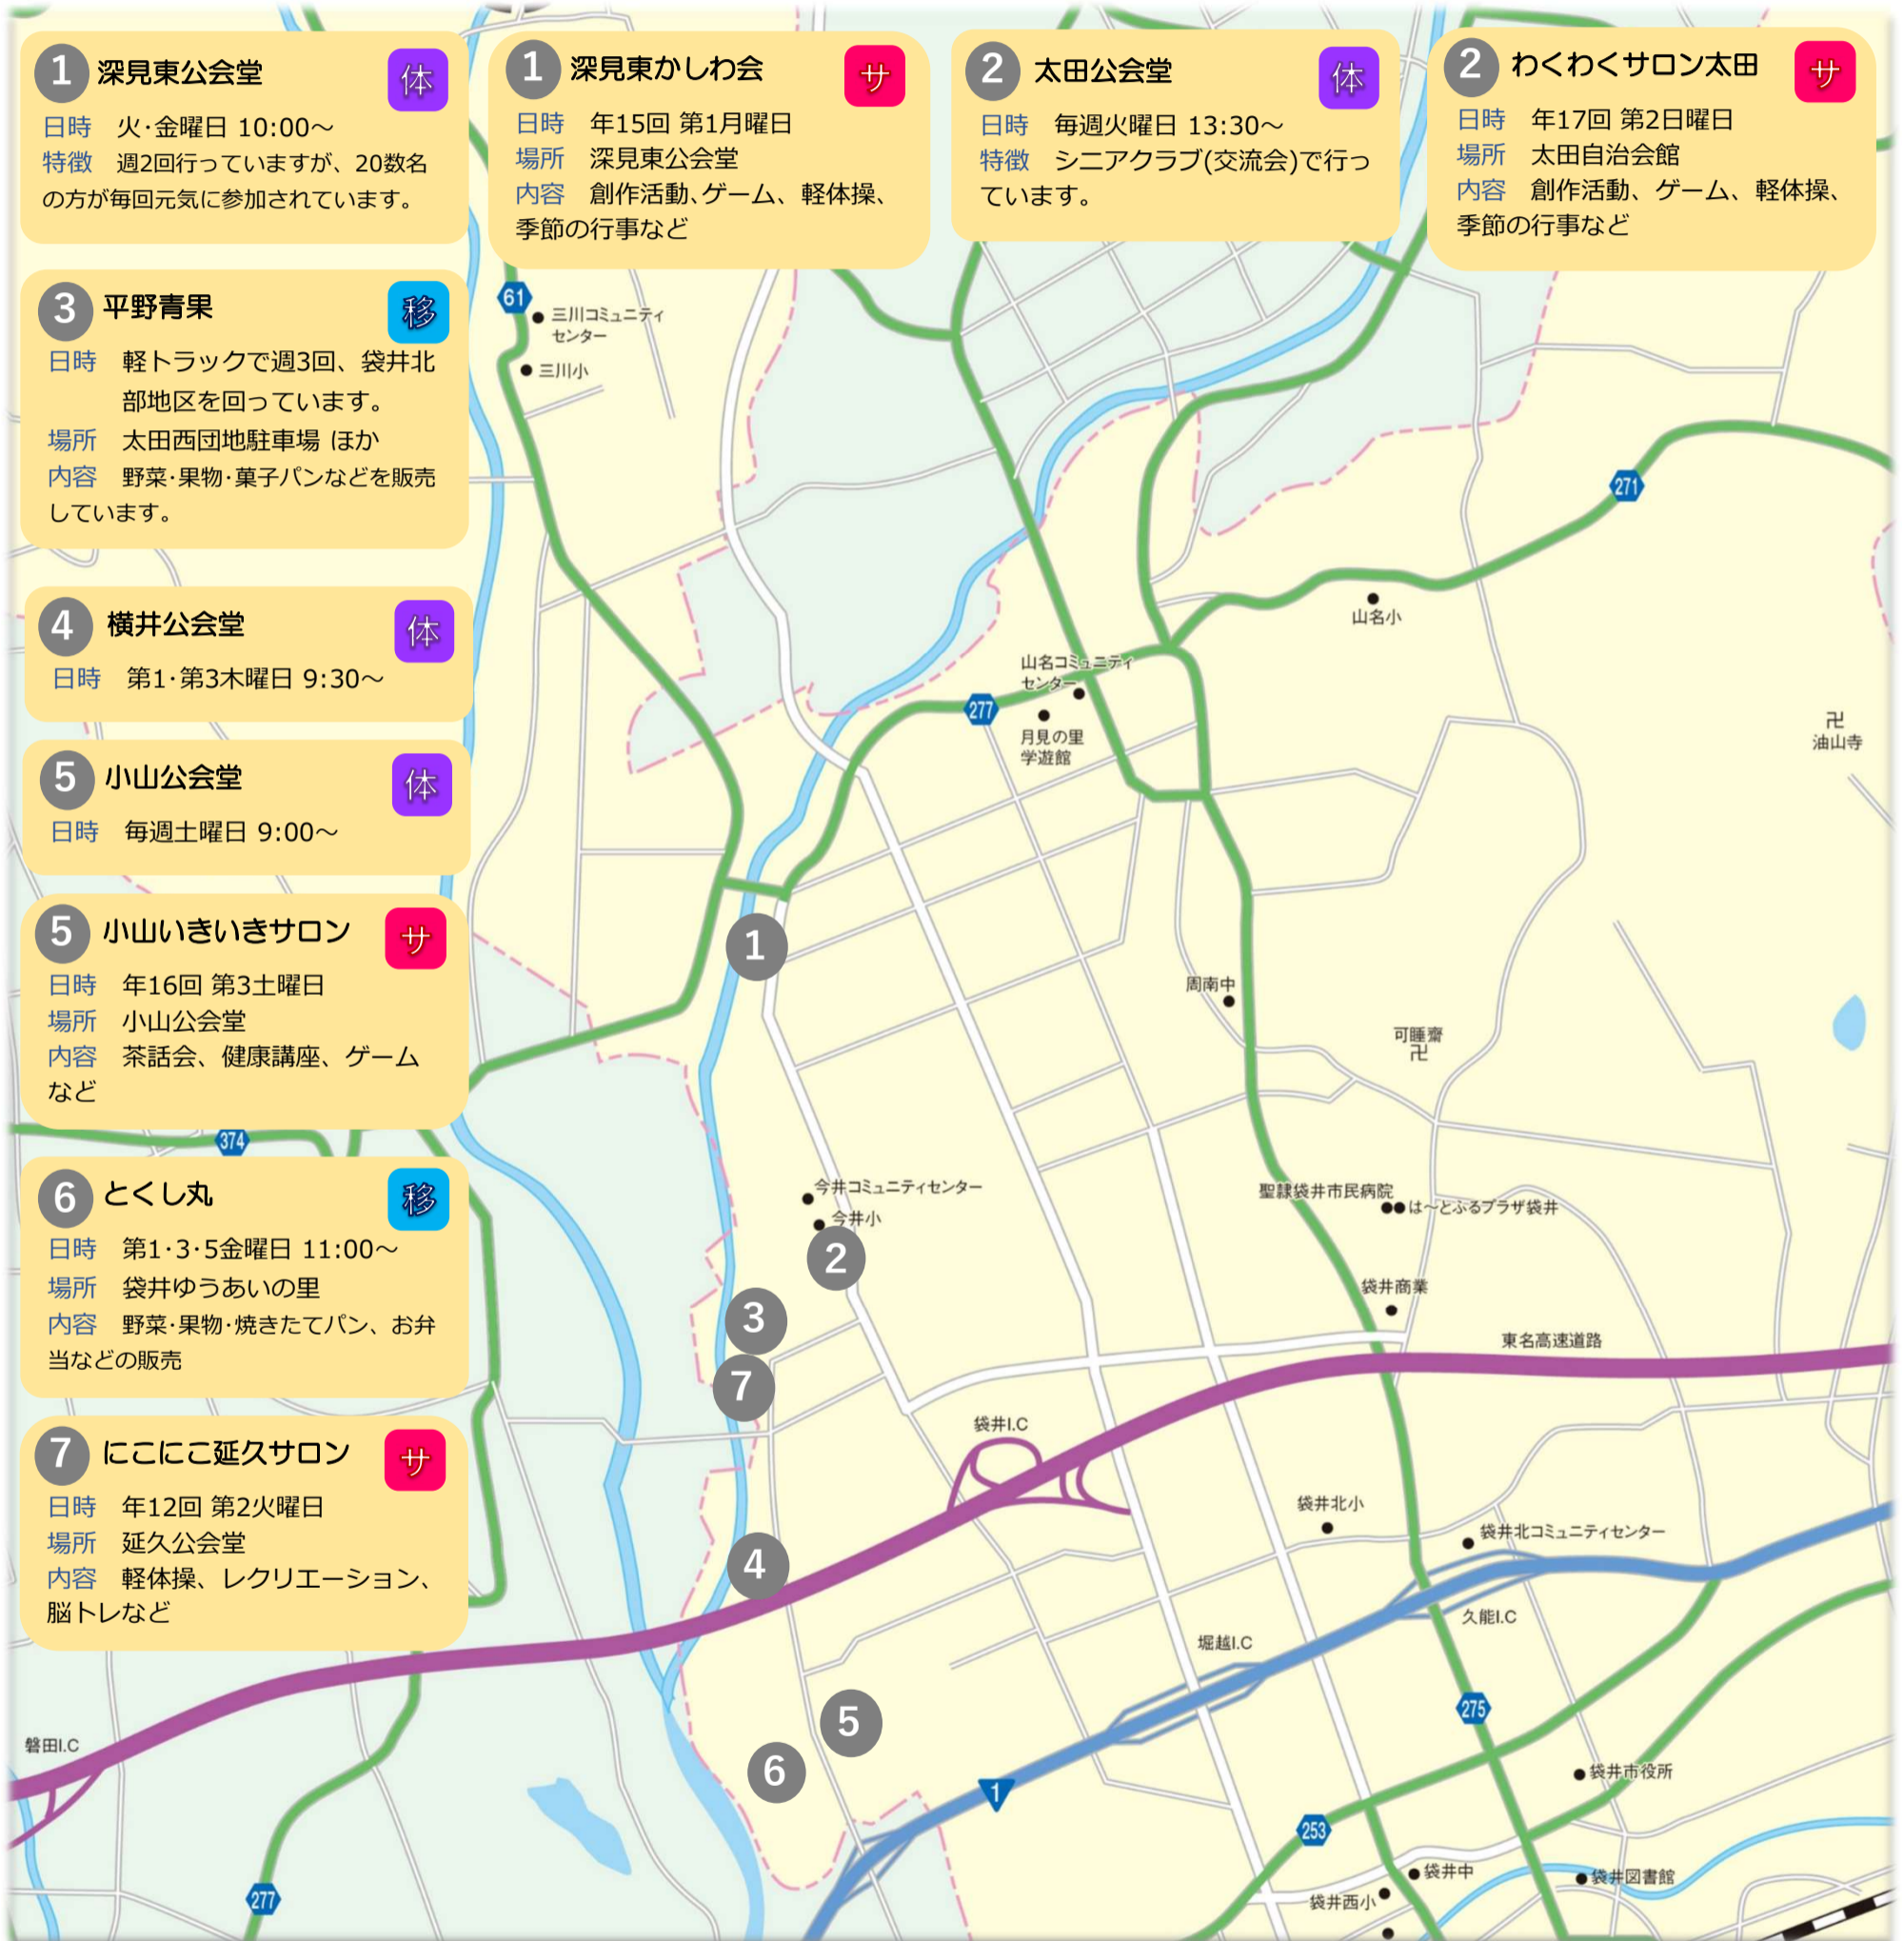 1 深見東公会堂 体
日時 火･金曜日 10:00～
特徴 週2回行っていますが、20数名
の方が毎回元気に参加されています。
1 深見東かしわ会 サ
日時 年15回 第1月曜日
場所 深見東公会堂
内容 創作活動､ゲーム、軽体操、
季節の行事など
2 太田公会堂 体
日時 毎週火曜日 13:30～
特徴 シニアクラブ(交流会)で行っ
ています。
2 わくわくサロン太田 サ
日時 年17回 第2日曜日
場所 太田自治会館
内容 創作活動、ゲーム、軽体操、
季節の行事など
3 平野青果 移
日時 軽トラックで週3回、袋井北
部地区を回っています。
場所 太田西団地駐車場 ほか
内容 野菜･果物･菓子パンなどを販売
しています。
4 横井公会堂 体
日時 第1･第3木曜日 9:30～
5 小山公会堂 体
日時 毎週土曜日 9:00～
5 小山いきいきサロン サ
日時 年16回 第3土曜日
場所 小山公会堂
内容 茶話会、健康講座、ゲーム
など
6 とくし丸 移
日時 第1･3･5金曜日 11:00～
場所 袋井ゆうあいの里
内容 野菜･果物･焼きたてパン、お弁
当などの販売
7 にこにこ延久サロン サ
日時 年12回 第2火曜日
場所 延久公会堂
内容 軽体操、レクリエーション、
脳トレなど
61
三川コミュニティ
センター
三川小
271
山名小
山名コミュニティ
センター
277
月見の里
学遊館
卍
油山寺
1
周南中
可睡齋
卍
374
今井コミュニティセンター
今井小
聖隷袋井市民病院
は～とふるプラザ袋井
2
袋井商業
3
東名高速道路
7
袋井I.C
袋井北小
袋井北コミュニティセンター
4
久能I.C
堀越I.C
5
275
磐田I.C
6
袋井市役所
1
253
袋井中
袋井図書館
277
袋井西小